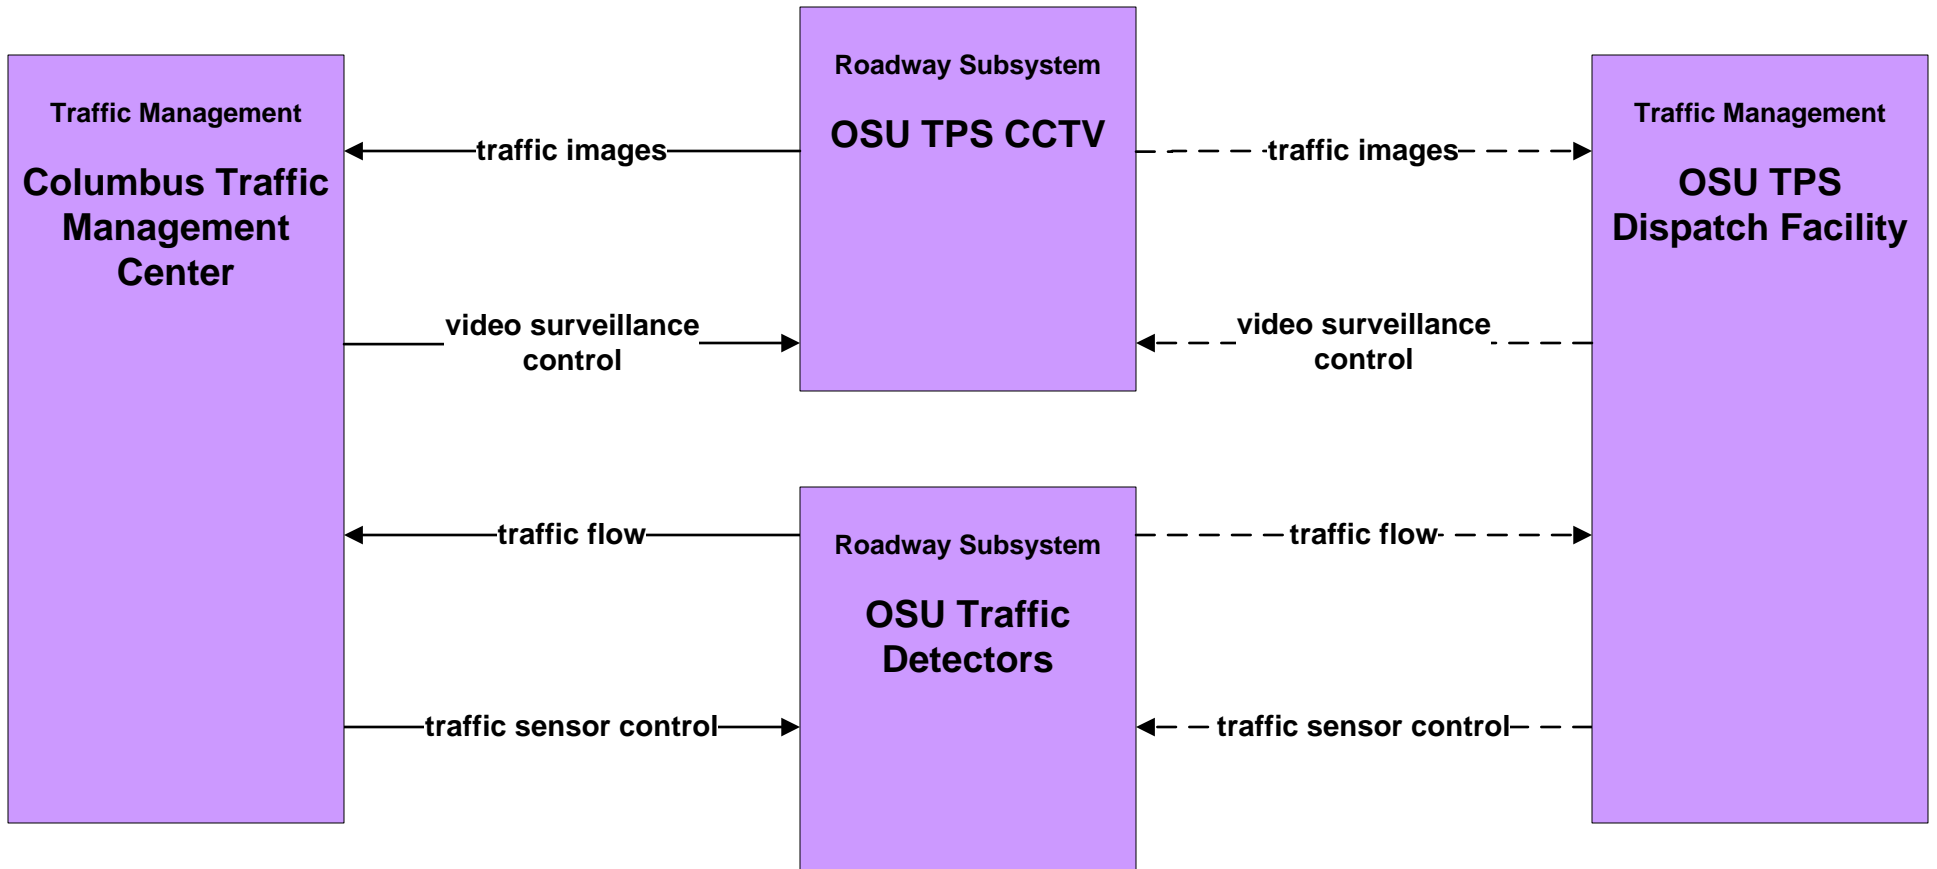 Traffic Management
Columbus Traffic
Management
Center
traffic images
video surveillance
control
traffic flow
traffic sensor control
Roadway Subsystem
OSU TPS CCTV
Roadway Subsystem
OSU Traffic
Detectors
traffic images
video surveillance
control
traffic flow
traffic sensor control
Traffic Management
OSU TPS
Dispatch Facility